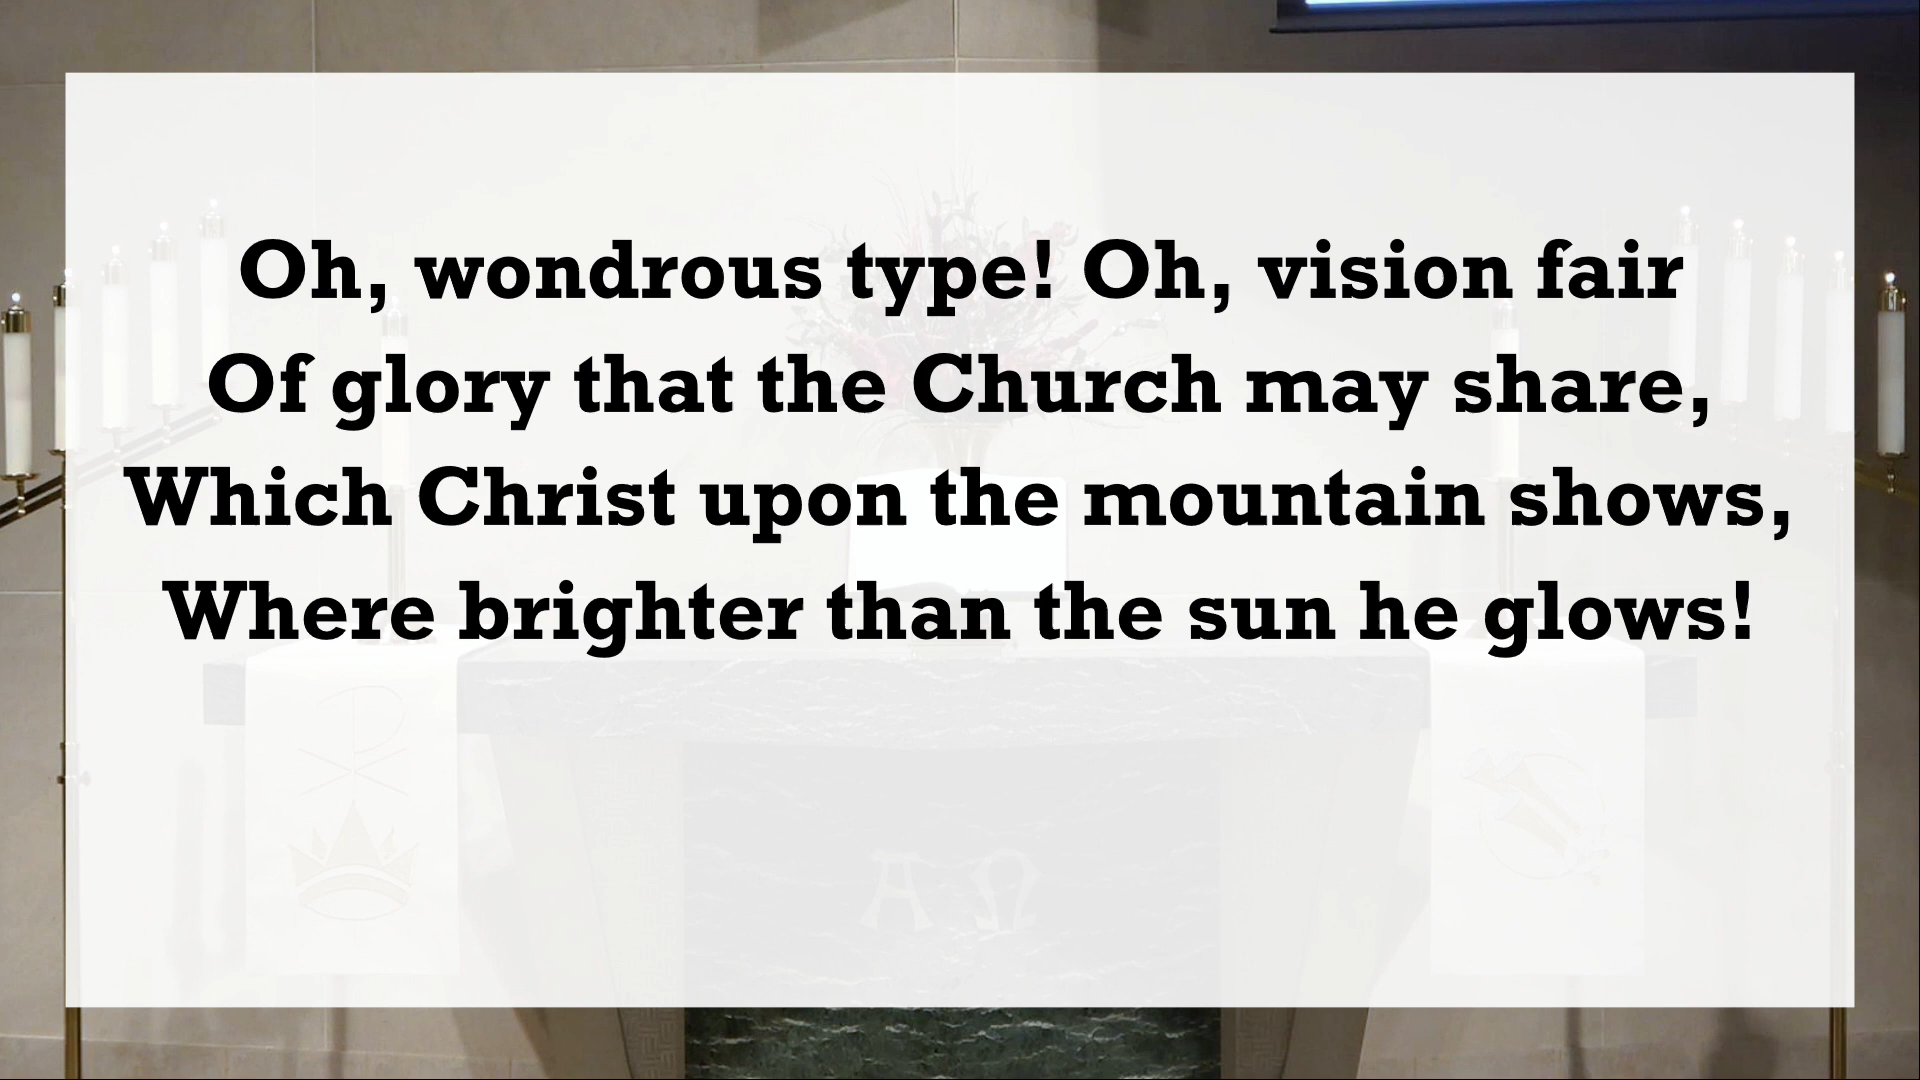 Oh, wondrous type! Oh, vision fair
Of glory that the Church may share,
Which Christ upon the mountain shows,
Where brighter than the sun he glows!
Α Ω